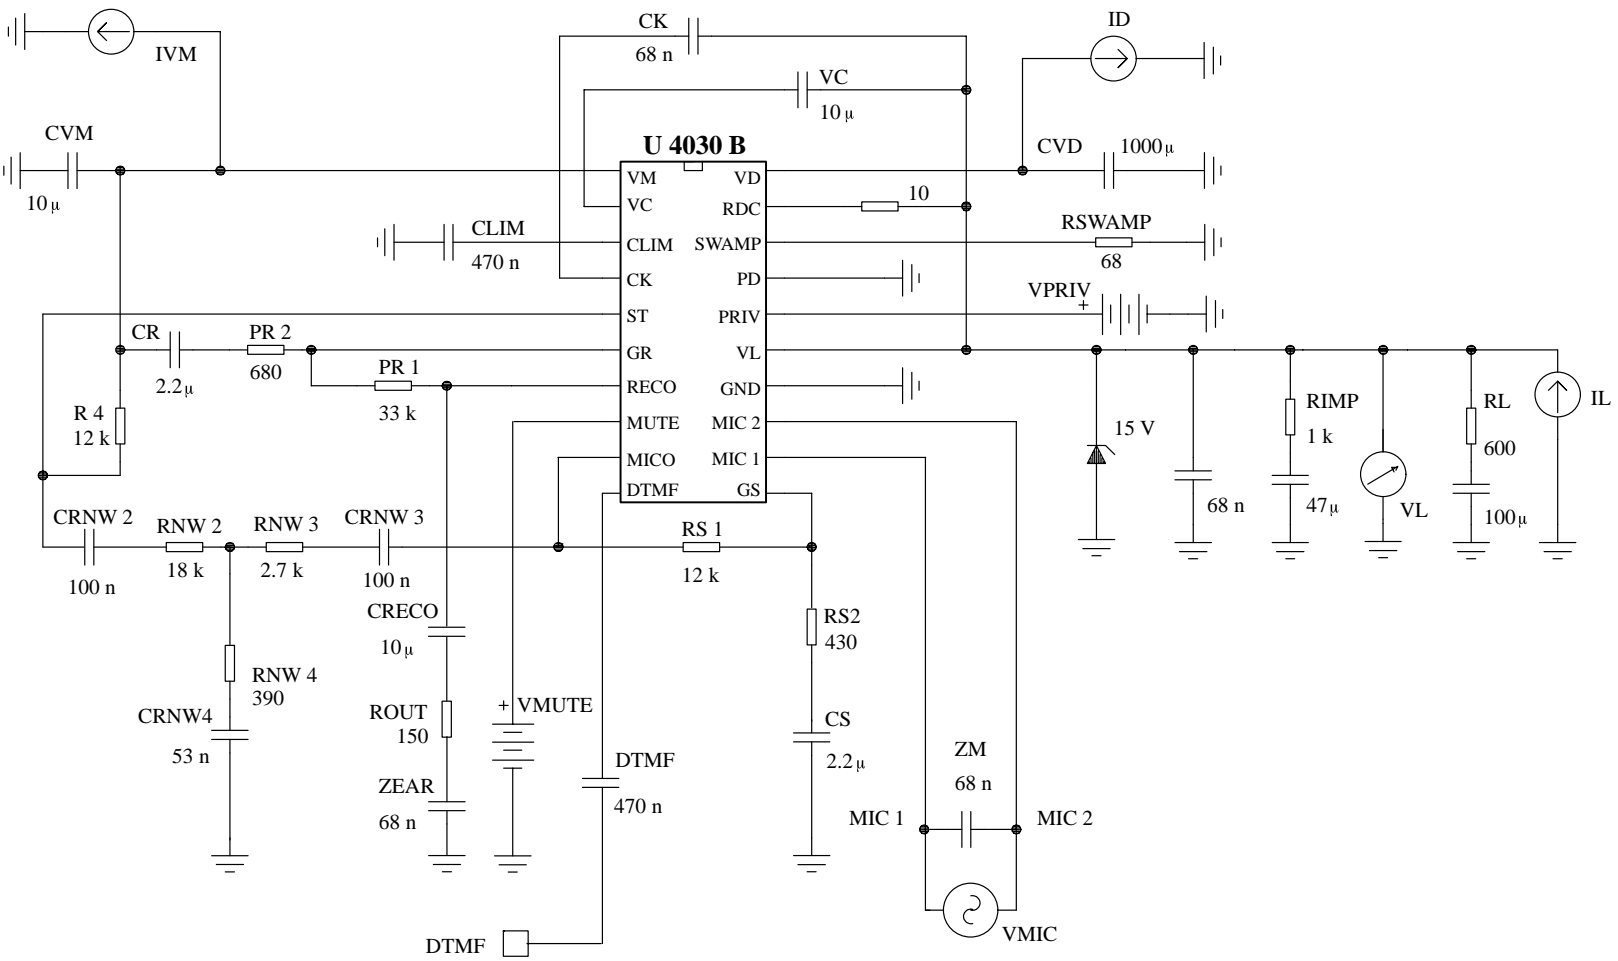 CK
68 n
ID
IVM
VC
10 µ
CVM
10 µ
U 4030 B
CVD
1000 µ
VM
VC
CLIM
CK
ST
GR
RECO
MUTE
MICO
DTMF
VD
RDC
SWAMP
PD
PRIV
VL
GND
MIC 2
MIC 1
GS
10
CLIM
470 n
RSWAMP
68
VPRIV
+
CR
2.2 µ
PR 2
680
PR 1
33 k
R 4
12 k
15 V
68 n
RIMP
1 k
47 µ
VL
RL
600
100 µ
IL
CRNW 2
100 n
RNW 2
18 k
RNW 3
2.7 k
CRNW 3
100 n
RS 1
12 k
CRECO
10 µ
RS2
430
RNW 4
390
CRNW4
53 n
ROUT
150
+ VMUTE
CS
2.2 µ
ZEAR
68 n
DTMF
470 n
ZM
68 n
MIC 1
MIC 2
VMIC
DTMF